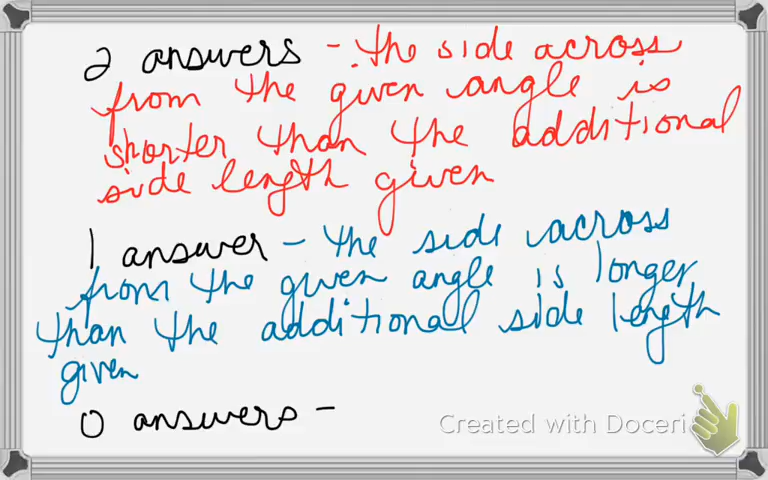 2 answers - the side across
from the given angle is
shorter than the additional
side length given
1 answer - the side across
from the given angle is longer
than the additional side length
given
0 answers -
Created with Doceri